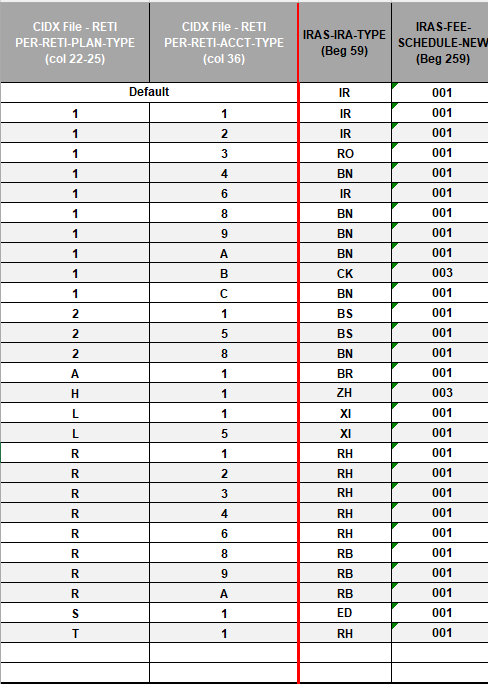 CIDX File - RETI PER-RETI-PLAN-TYPE (col 22-25) CIDX File - RETI PER-RETI-ACCT-TYPE (col 36) IRAS-IRA-TYPE (Beg 59) IRAS-FEE-SCHEDULE-NEW (Beg 259)
Default IR 001
1 1 IR 001
1 2 IR 001
1 3 RO 001
1 4 BN 001
1 6 IR 001
1 8 BN 001
1 9 BN 001
1 A BN 001
1 B CK 003
1 C BN 001
2 1 BS 001
2 5 BS 001
2 8 BN 001
A 1 BR 001
H 1 ZH 003
L 1 XI 001
L 5 XI 001
R 1 RH 001
R 2 RH 001
R 3 RH 001
R 4 RH 001
R 6 RH 001
R 8 RB 001
R 9 RB 001
R A RB 001
S 1 ED 001
T 1 RH 001